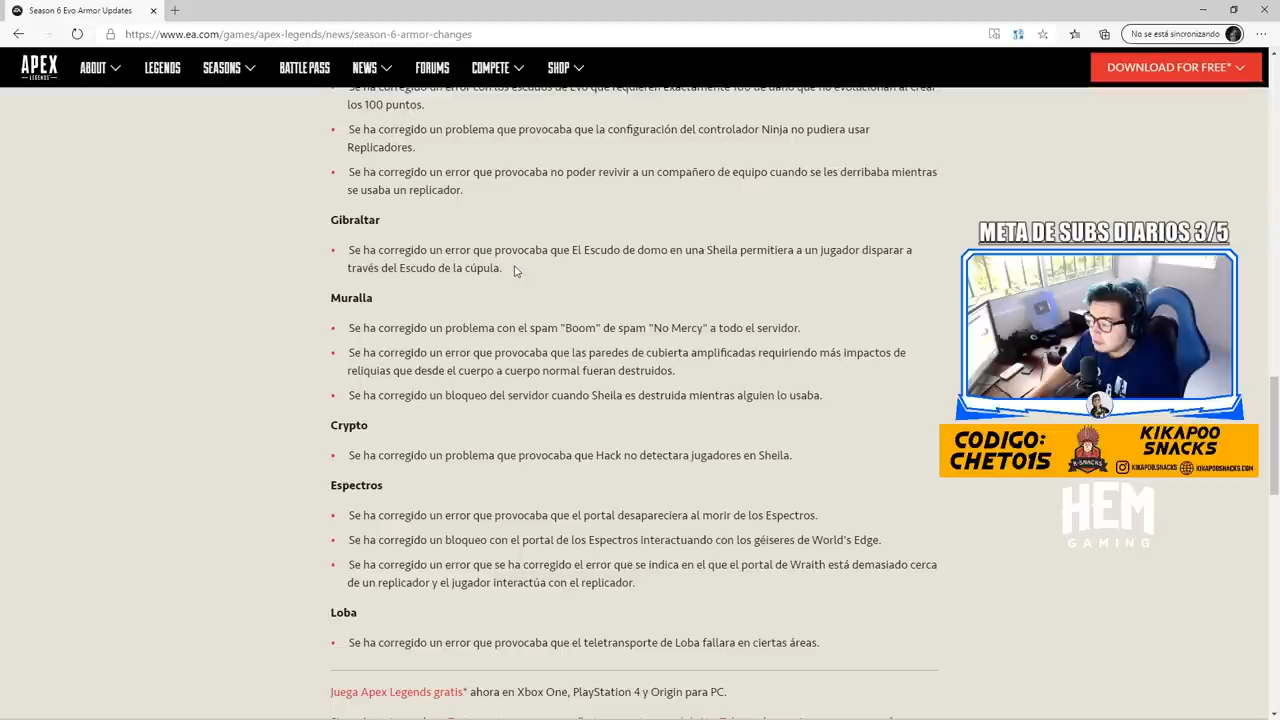 Season 6 Evo Armor Updates
https://www.ea.com/games/apex-legends/news/season-6-armor-changes
No se está sincronizando
APEX
LEGENDS
ABOUT
LEGENDS
SEASONS
BATTLE PASS
NEWS
FORUMS
COMPETE
SHOP
DOWNLOAD FOR FREE*
Se ha corregido un error con los escudos de Evo que requieren exactamente 100 de daño que no evolucionan al crear
los 100 puntos.
Se ha corregido un problema que provocaba que la configuración del controlador Ninja no pudiera usar
Replicadores.
Se ha corregido un error que provocaba no poder revivir a un compañero de equipo cuando se les derribaba mientras
se usaba un replicador.
Gibraltar
Se ha corregido un error que provocaba que El Escudo de domo en una Sheila permitiera a un jugador disparar a
través del Escudo de la cúpula.
Muralla
Se ha corregido un problema con el spam "Boom" de spam "No Mercy" a todo el servidor.
Se ha corregido un error que provocaba que las paredes de cubierta amplificadas requiriendo más impactos de
reliquias que desde el cuerpo a cuerpo normal fueran destruidos.
Se ha corregido un bloqueo del servidor cuando Sheila es destruida mientras alguien lo usaba.
Crypto
Se ha corregido un problema que provocaba que Hack no detectara jugadores en Sheila.
Espectros
Se ha corregido un error que provocaba que el portal desapareciera al morir de los Espectros.
Se ha corregido un bloqueo con el portal de los Espectros interactuando con los géiseres de World's Edge.
Se ha corregido un error que se ha corregido el error que se indica en el que el portal de Wraith está demasiado cerca
de un replicador y el jugador interactúa con el replicador.
Loba
Se ha corregido un error que provocaba que el teletransporte de Loba fallara en ciertas áreas.
Juega Apex Legends gratis* ahora en Xbox One, PlayStation 4 y Origin para PC.
META DE SUBS DIARIOS 3/5
CODIGO:
CHETO15
K-SNACKS
KIKAPOO
SNACKS
KIKAPOO.SNACKS
KIKAPOOSNACKS.COM
HEM
GAMING